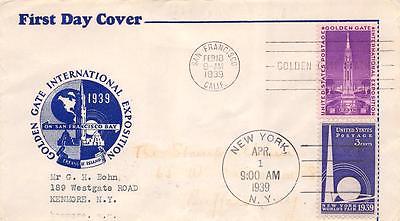 First Day Cover
GOLDEN GATE INTERNATIONAL EXPOSITION
1939
ON SAN FRANCISCO BAY
TREASURE ISLAND
SAN FRANCISCO
FEB 18
9-AM
1939
CALIF.
GOLDEN
UNITED STATES POSTAGE
GOLDEN GATE
INTERNATIONAL EXPOSITION
NEW YORK,
APR.
1
9:00 AM
1939
N. Y.
UNITED STATES
POSTAGE
3 cents
NEW YORK
WORLD'S FAIR 1939
Mr G. H. Bohn,
189 Westgate ROAD
KENMORE. N.Y.